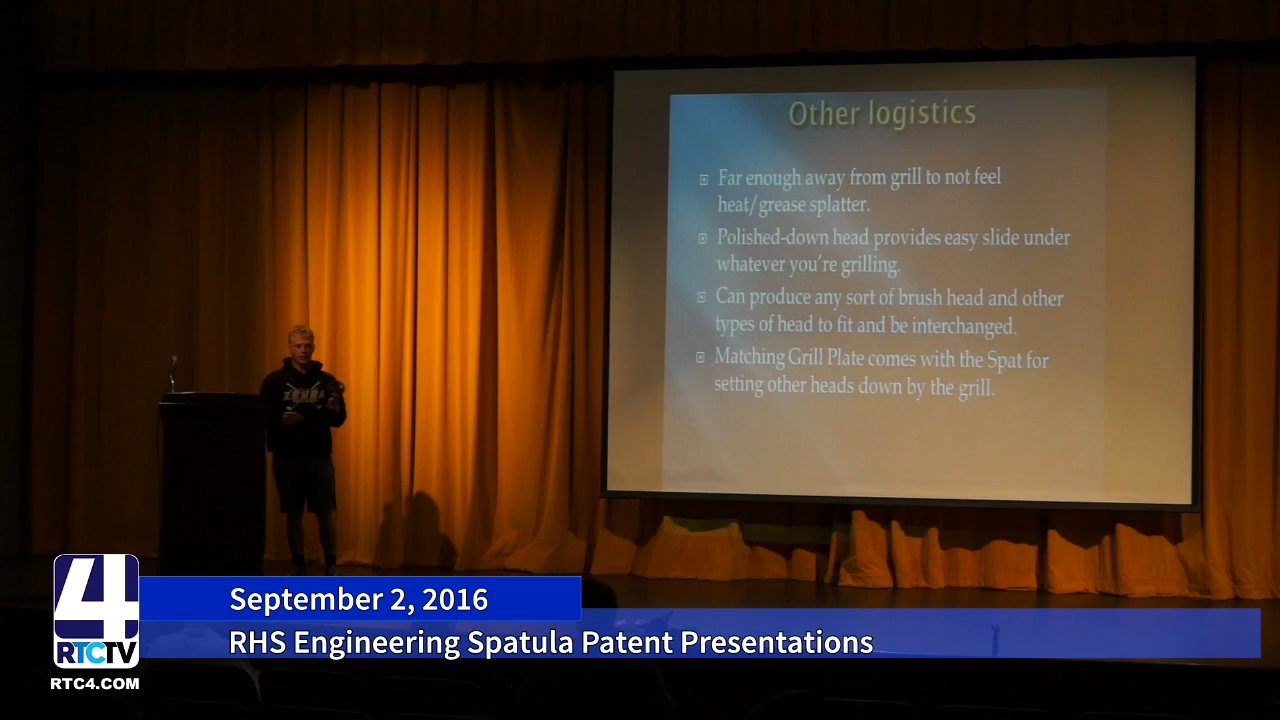 Other logistics
Far enough away from grill to not feel
heat/grease splatter.
Polished-down head provides easy slide under
whatever you're grilling.
Can produce any sort of brush head and other
types of head to fit and be interchanged.
Matching Grill Plate comes with the Spat for
setting other heads down by the grill.
4
RTCTV
RTC4.COM
September 2, 2016
RHS Engineering Spatula Patent Presentations